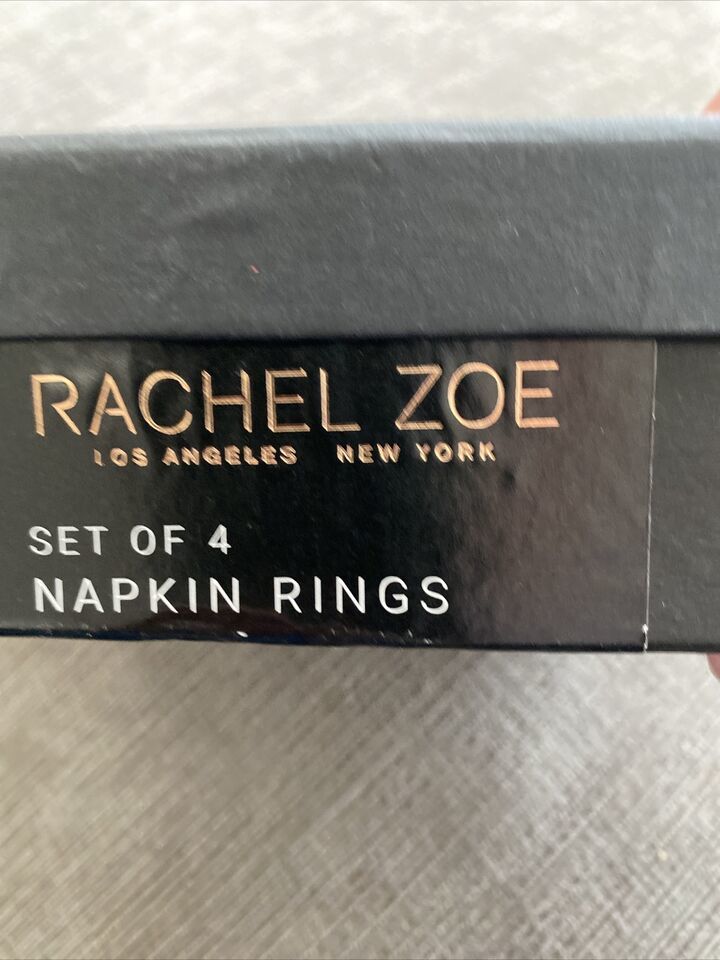 RACHEL ZOE
LOS ANGELES NEW YORK
SET OF 4
NAPKIN RINGS